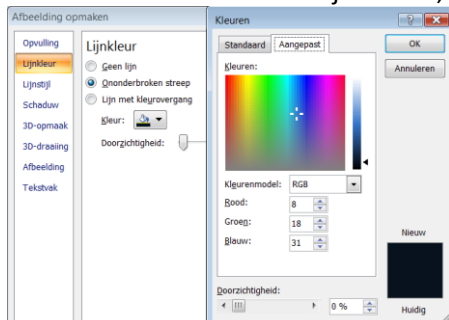 Afbeelding opmaken
Opvulling
Lijnkleur
Lijnstijl
Schaduw
3D-opmaak
3D-draaiing
Afbeelding
Tekstvak
Lijnkleur
Geen lijn
Ononderbroken streep
Lijn met kleurovergang
Kleur:
Doorzichtigheid:
Kleuren
Standaard Aangepast
Kleuren:
Kleurenmodel: RGB
Rood: 8
Groen: 18
Blauw: 31
Doorzichtigheid:
0 %
OK
Annuleren
Nieuw
Huidig